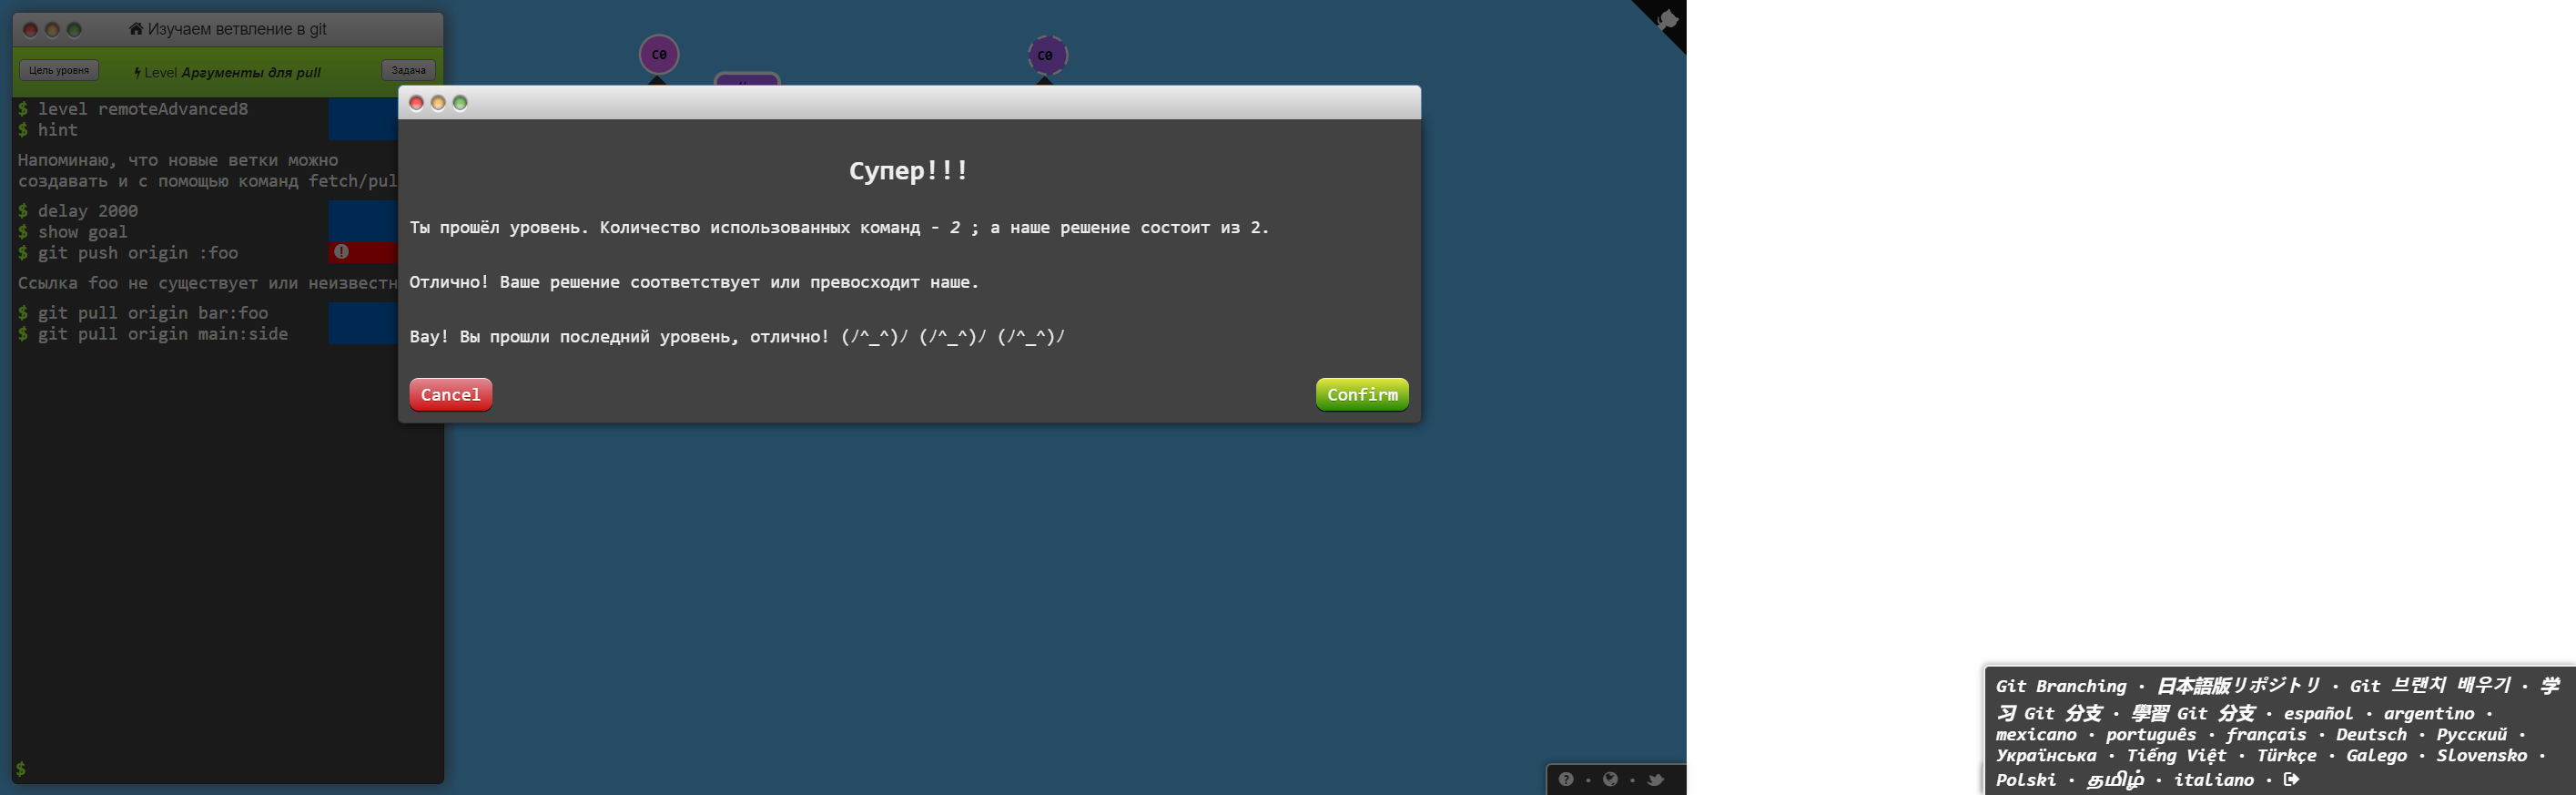 Изучаем ветвление в git
Цель уровня
Level Аргументы для pull
Задача
$ level remoteAdvanced8
$ hint
Напоминаю, что новые ветки можно
создавать и с помощью команд fetch/pul
$ delay 2000
$ show goal
$ git push origin :foo
Ссылка foo не существует или неизвестн
$ git pull origin bar:foo
$ git pull origin main:side
$
C0
C0
Супер!!!
Ты прошёл уровень. Количество использованных команд - 2 ; а наше решение состоит из 2.
Отлично! Ваше решение соответствует или превосходит наше.
Вау! Вы прошли последний уровень, отлично! (/^_^)/ (/^_^)/ (/^_^)/
Cancel
Confirm
Git Branching · 日本語版リポジトリ · Git 브랜치 배우기 · 学
习 Git 分支 · 學習 Git 分支 · español · argentino ·
mexicano · português · français · Deutsch · Русский ·
Українська · Tiếng Việt · Türkçe · Galego · Slovensko ·
Polski · தமிழ் · italiano ·